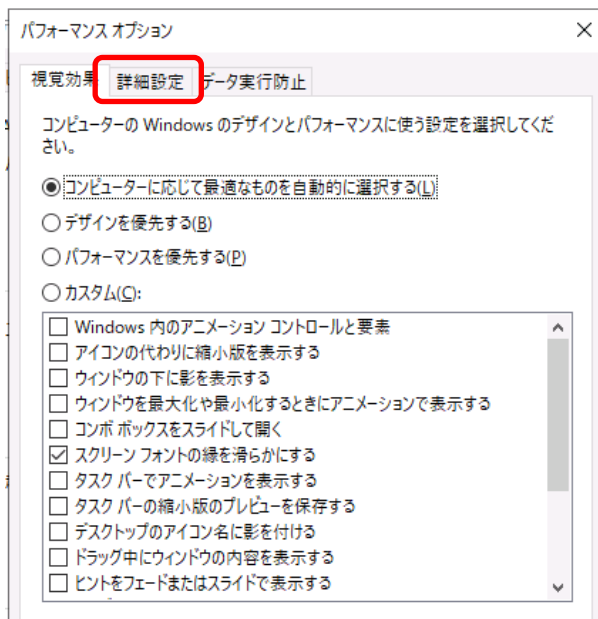 パフォーマンス オプション
視覚効果 詳細設定 データ実行防止
コンピューターの Windows のデザインとパフォーマンスに使う設定を選択してくだ
さい。
コンピューターに応じて最適なものを自動的に選択する(L)
デザインを優先する(B)
パフォーマンスを優先する(P)
カスタム(C):
Windows 内のアニメーション コントロールと要素
アイコンの代わりに縮小版を表示する
ウィンドウの下に影を表示する
ウィンドウを最大化や最小化するときにアニメーションで表示する
コンボ ボックスをスライドして開く
スクリーン フォントの縁を滑らかにする
タスク バーでアニメーションを表示する
タスク バーの縮小版のプレビューを保存する
デスクトップのアイコン名に影を付ける
ドラッグ中にウィンドウの内容を表示する
ヒントをフェードまたはスライドで表示する